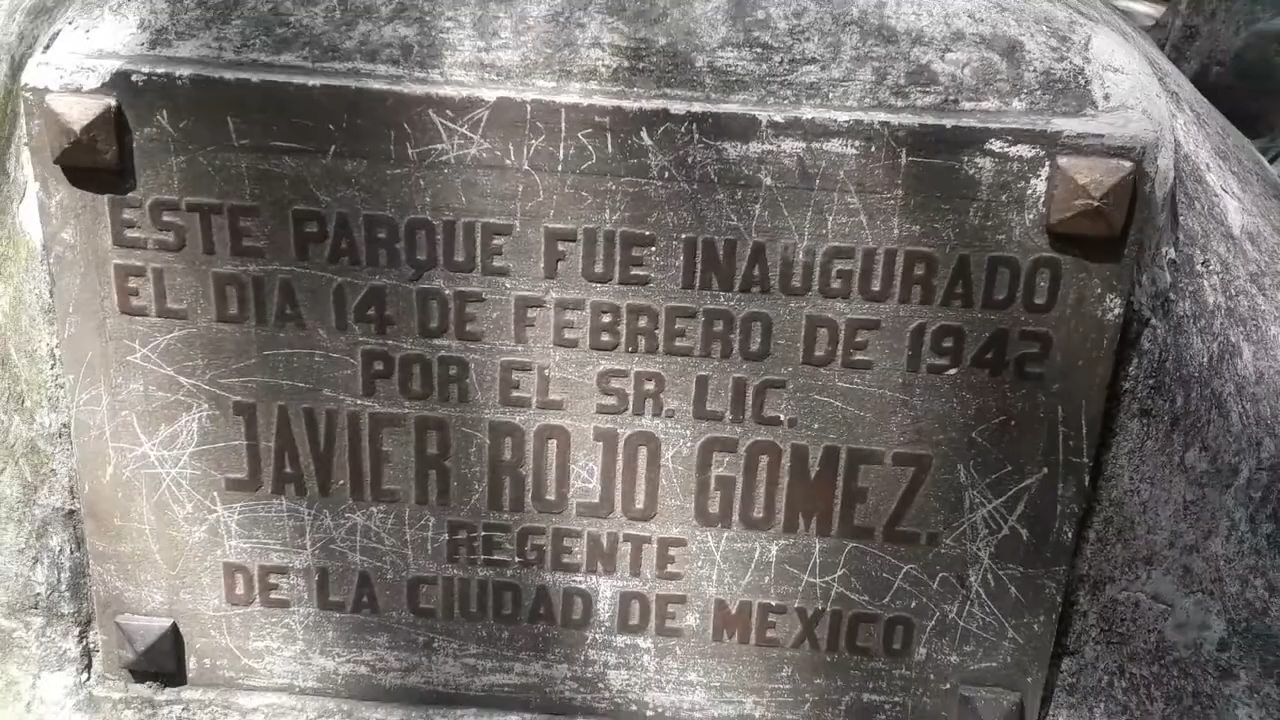 ESTE PARQUE FUE INAUGURADO
EL DIA 14 DE FEBRERO DE 1942
POR EL SR. LIC.
JAVIER ROJO GOMEZ.
REGENTE
DE LA CIUDAD DE MEXICO